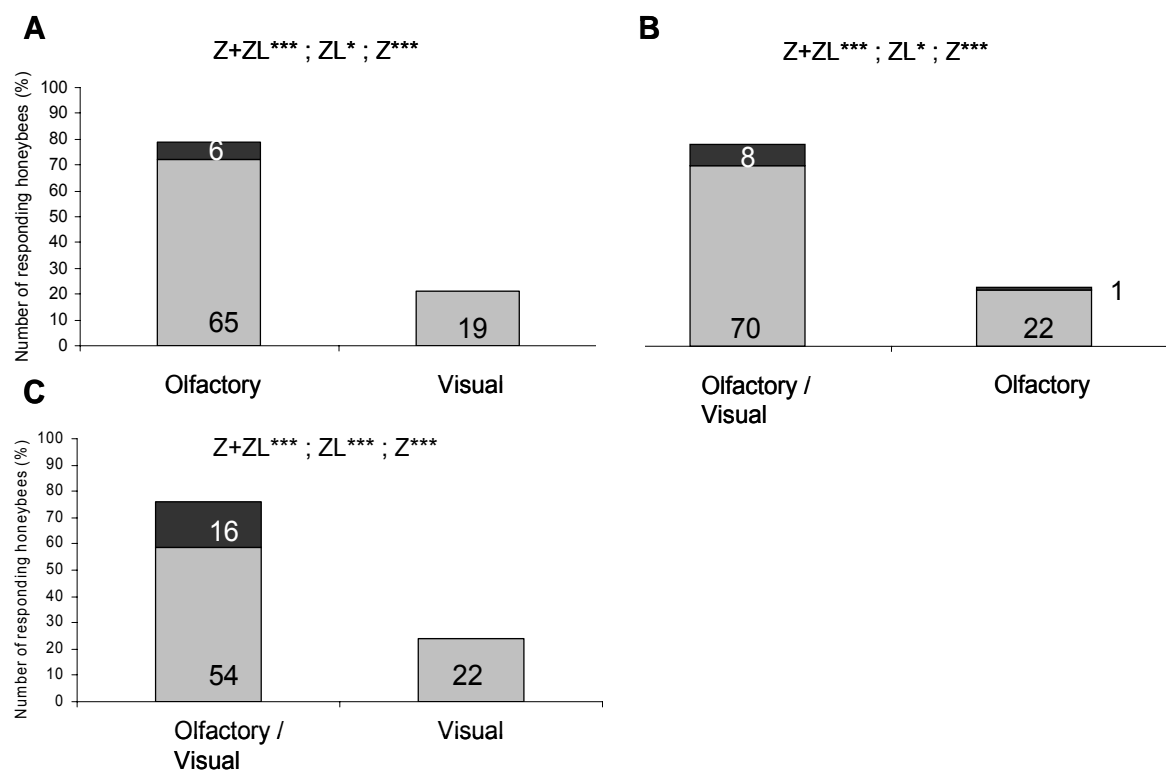 A
Z+ZL*** ; ZL* ; Z***
Number of responding honeybees (%)
100
90
80
70
60
50
40
30
20
10
0
6
65
19
Olfactory
Visual
B
Z+ZL*** ; ZL* ; Z***
8
70
1
22
Olfactory /
Visual
Olfactory
C
Z+ZL*** ; ZL*** ; Z***
Number of responding honeybees (%)
100
90
80
70
60
50
40
30
20
10
0
16
54
22
Olfactory /
Visual
Visual